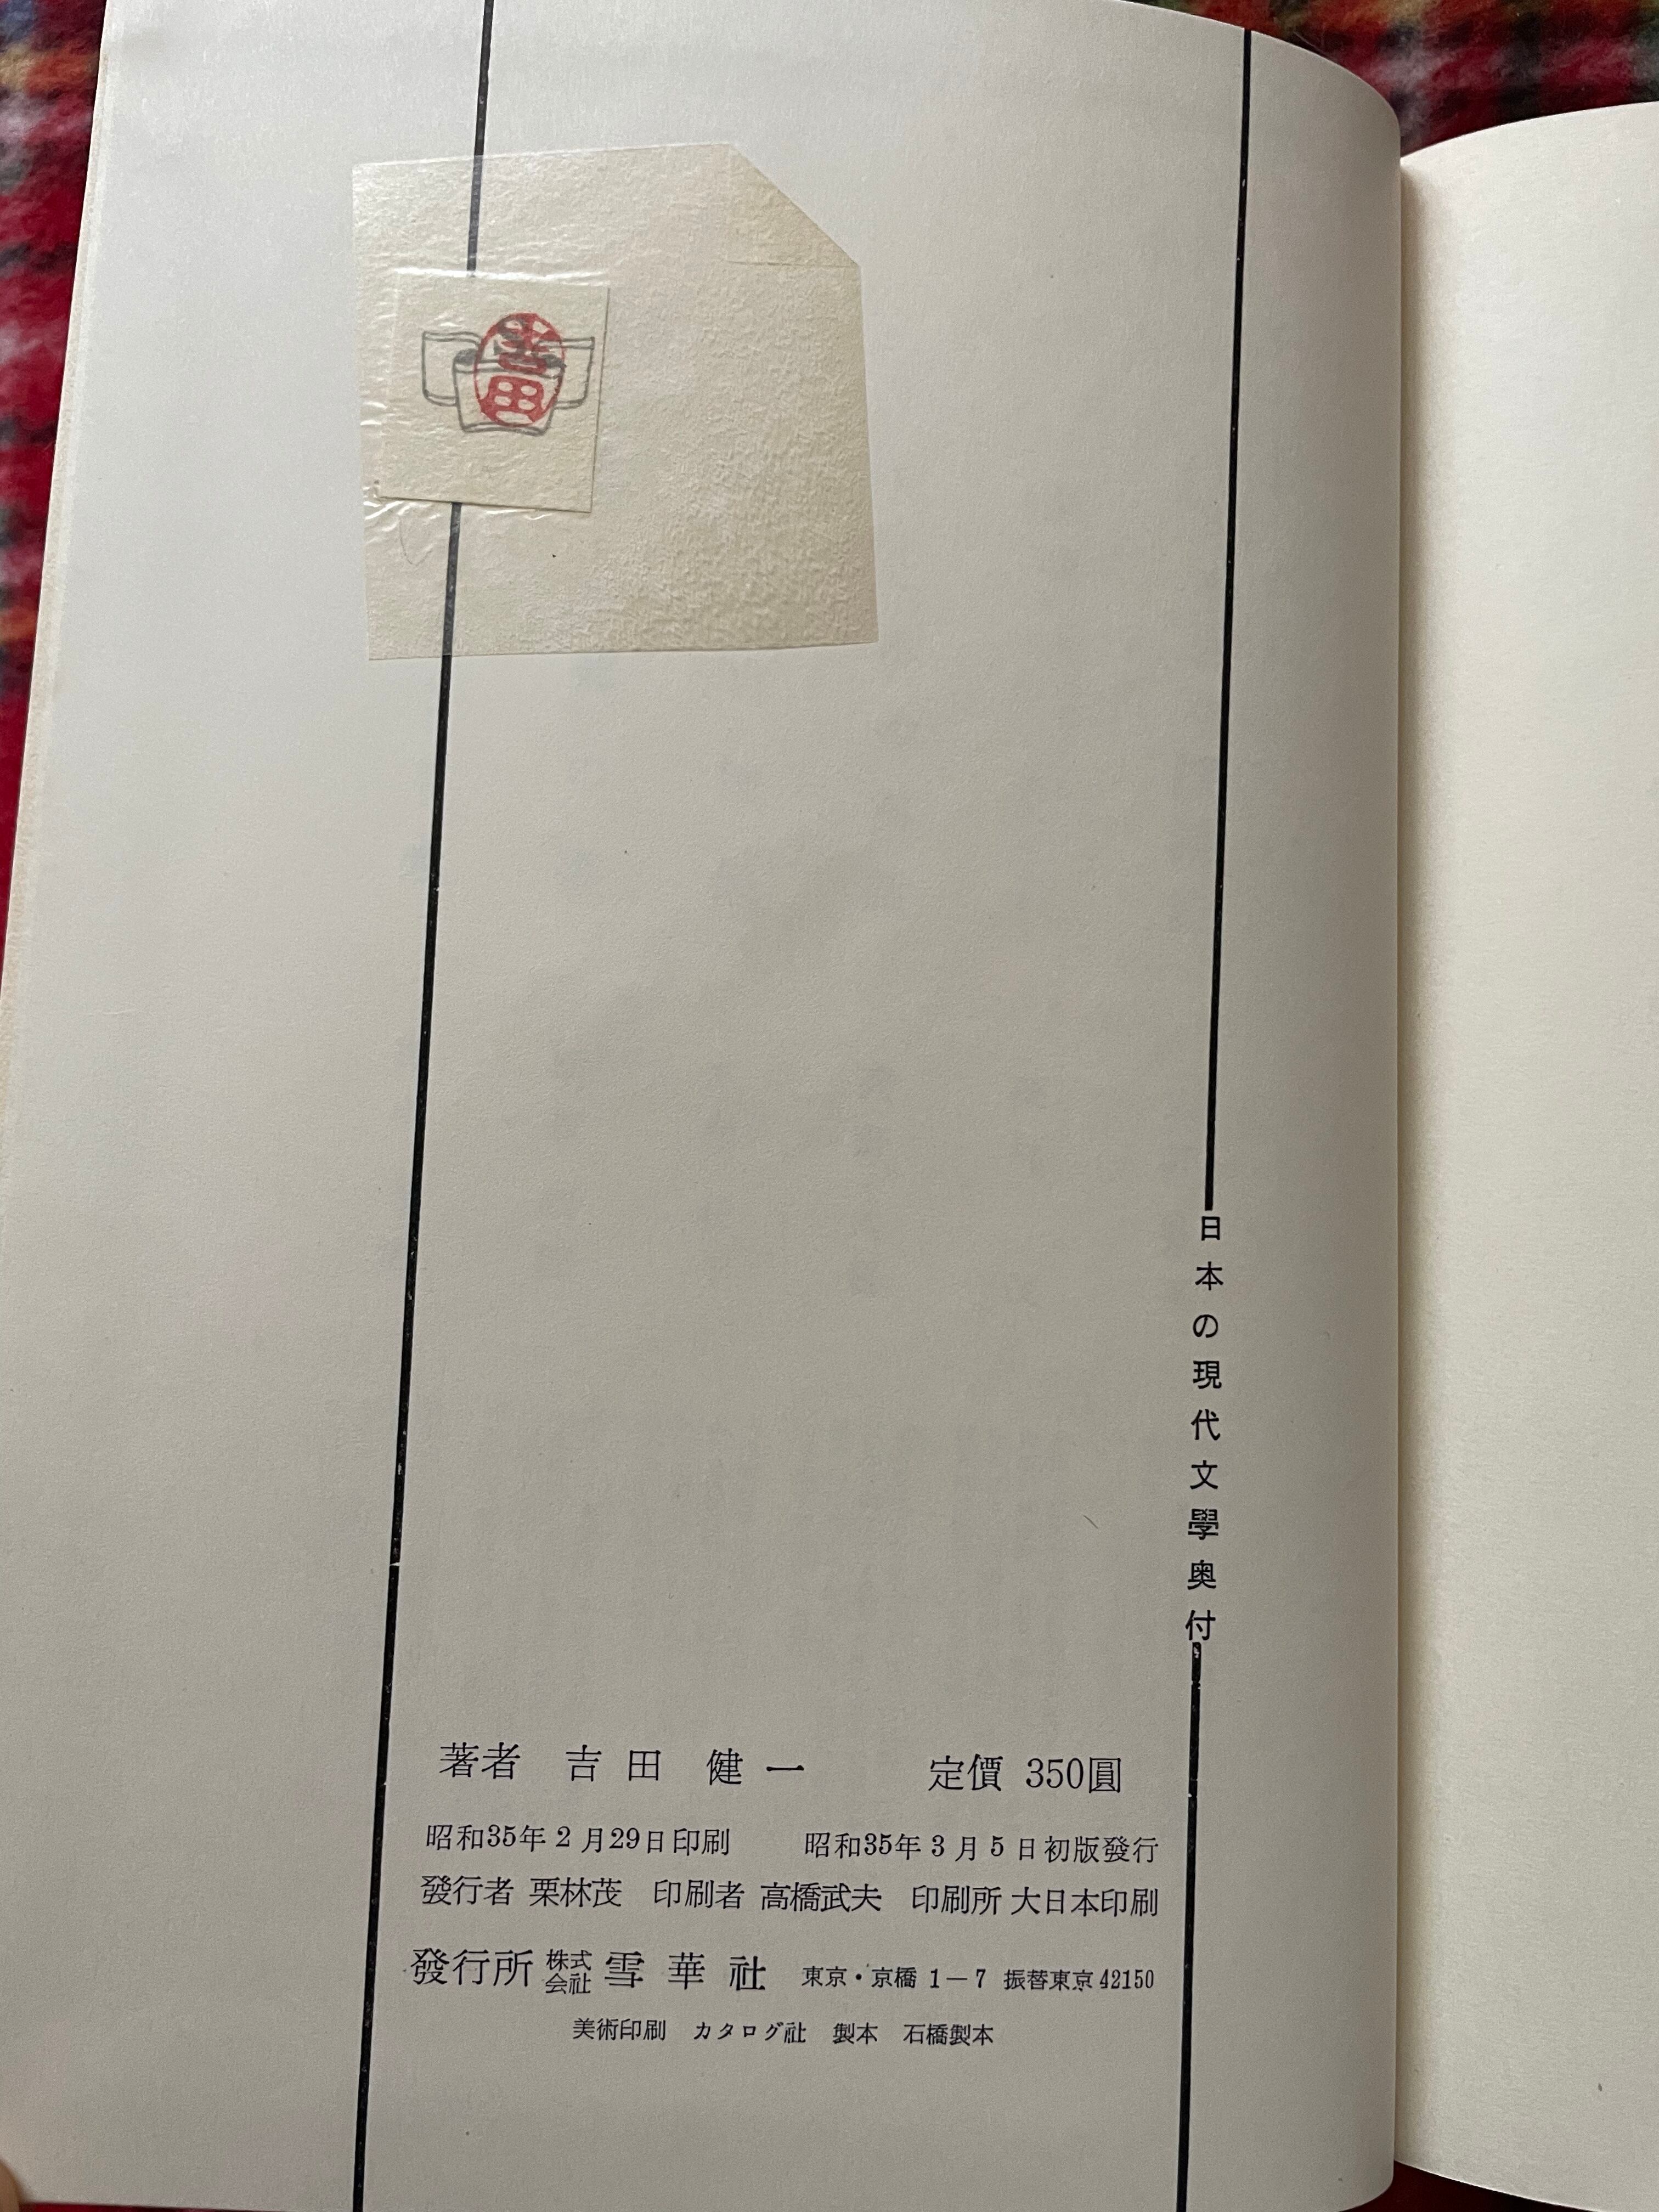 吉田
日本の現代文學奥付
著者 吉田 健一 定價 350圓
昭和35年2月29日印刷 昭和35年3月5日初版發行
發行者 栗林茂 印刷者 高橋武夫 印刷所 大日本印刷
發行所 株式会社 雪華社 東京・京橋 1−7 振替東京 42150
美術印刷 カタログ社 製本 石橋製本